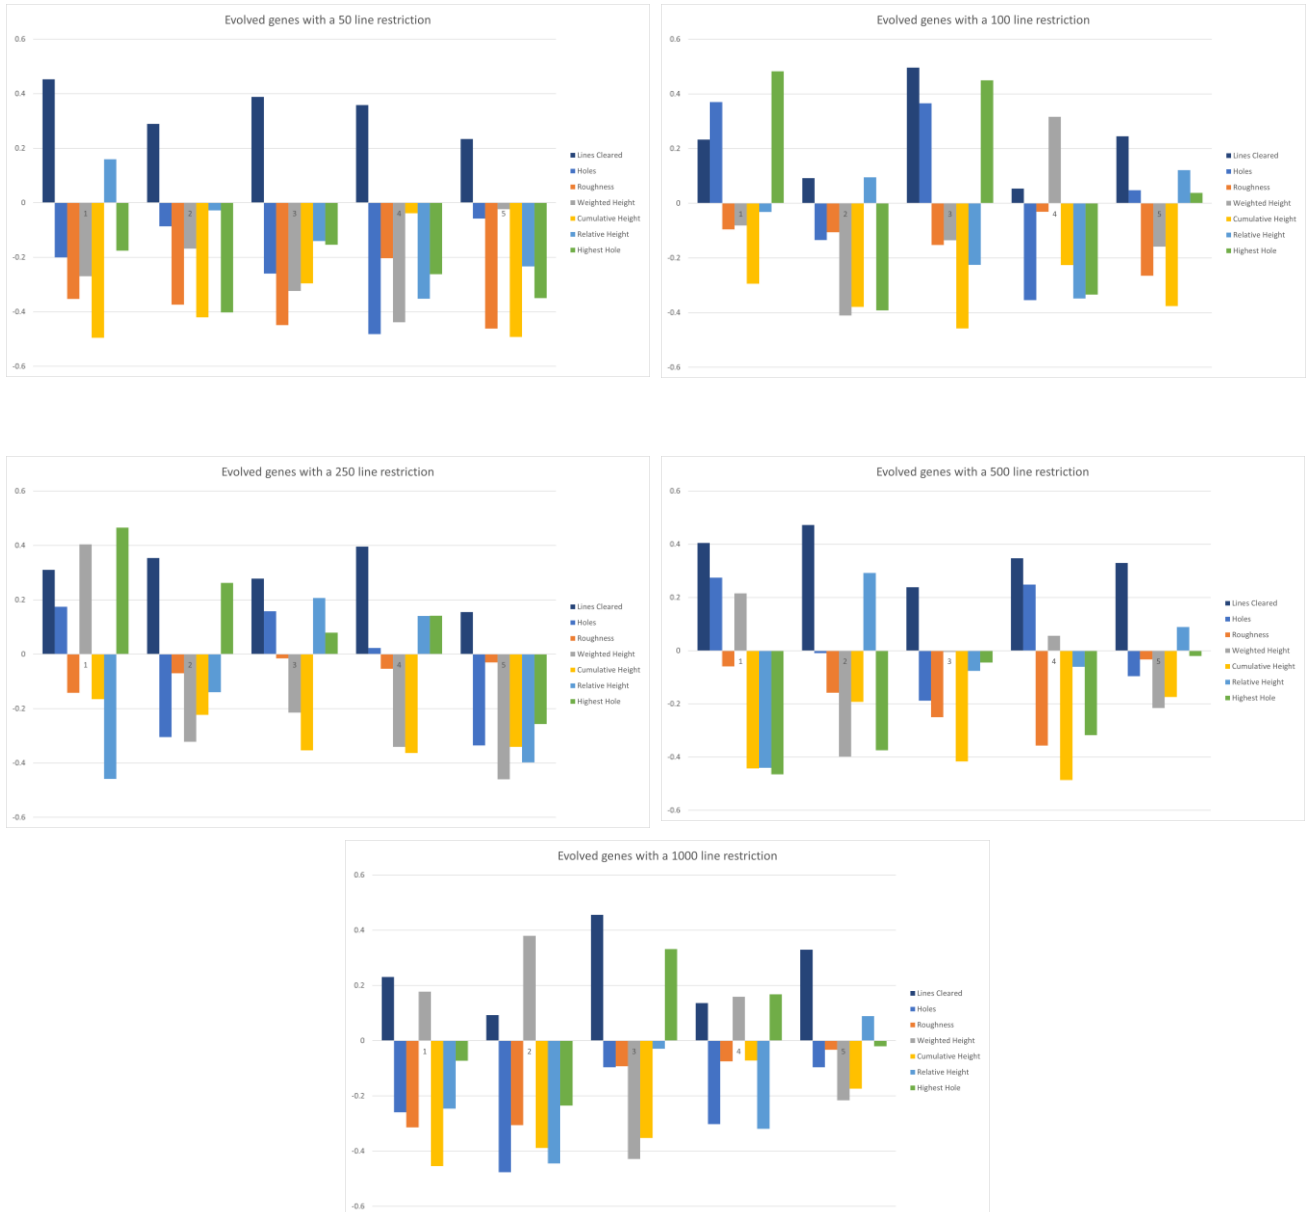 Evolved genes with a 50 line restriction
0.6
0.4
0.2
0
-0.2
-0.4
-0.6
1
2
3
4
5
Lines Cleared
Holes
Roughness
Weighted Height
Cumulative Height
Relative Height
Highest Hole
Evolved genes with a 100 line restriction
0.6
0.4
0.2
0
-0.2
-0.4
-0.6
1
2
3
4
5
Lines Cleared
Holes
Roughness
Weighted Height
Cumulative Height
Relative Height
Highest Hole
Evolved genes with a 250 line restriction
0.6
0.4
0.2
0
-0.2
-0.4
-0.6
1
2
3
4
5
Lines Cleared
Holes
Roughness
Weighted Height
Cumulative Height
Relative Height
Highest Hole
Evolved genes with a 500 line restriction
0.6
0.4
0.2
0
-0.2
-0.4
-0.6
1
2
3
4
5
Lines Cleared
Holes
Roughness
Weighted Height
Cumulative Height
Relative Height
Highest Hole
Evolved genes with a 1000 line restriction
0.6
0.4
0.2
0
-0.2
-0.4
-0.6
1
2
3
4
5
Lines Cleared
Holes
Roughness
Weighted Height
Cumulative Height
Relative Height
Highest Hole